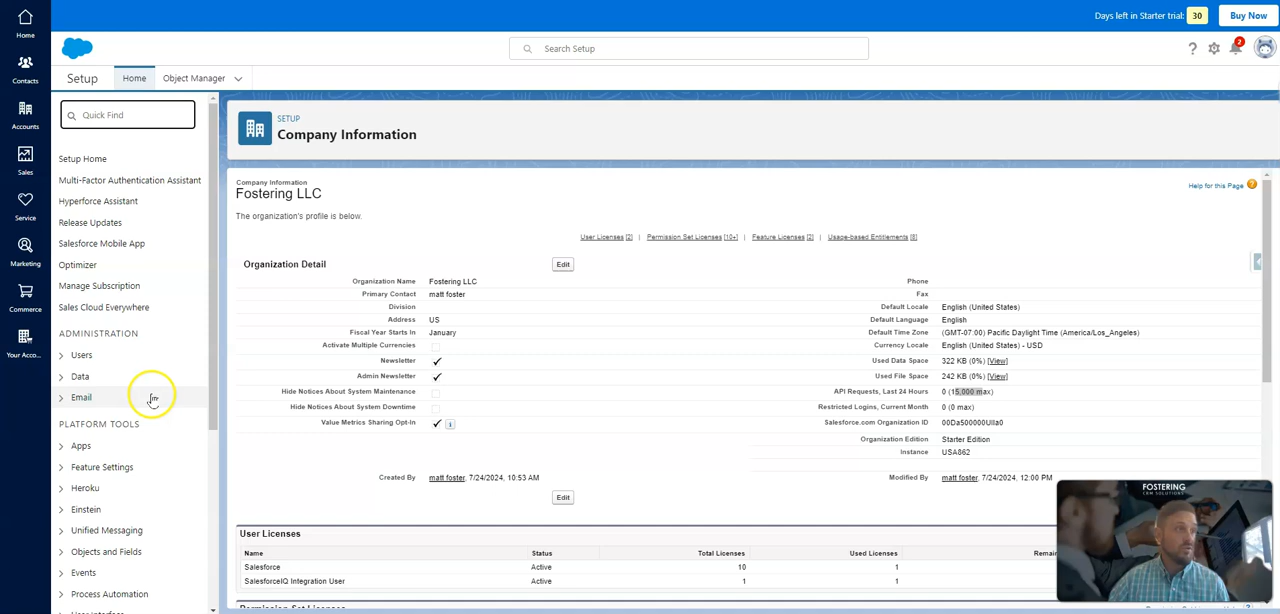 Days left in Starter trial: 30 Buy Now
Home
Contacts
Accounts
Sales
Service
Marketing
Commerce
Your Acco...
Search Setup
2
Setup Home Object Manager
Quick Find
Setup Home
Multi-Factor Authentication Assistant
Hyperforce Assistant
Release Updates
Salesforce Mobile App
Optimizer
Manage Subscription
Sales Cloud Everywhere
ADMINISTRATION
Users
Data
Email
PLATFORM TOOLS
Apps
Feature Settings
Heroku
Einstein
Unified Messaging
Objects and Fields
Events
Process Automation
SETUP
Company Information
Company Information
Fostering LLC
Help for this Page
The organization's profile is below.
User Licenses [2] | Permission Set Licenses [10+] | Feature Licenses [2] | Usage-based Entitlements [8]
Organization Detail Edit
Organization Name Fostering LLC Phone
Primary Contact matt foster Fax
Division Default Locale English (United States)
Address US Default Language English
Fiscal Year Starts In January Default Time Zone (GMT-07:00) Pacific Daylight Time (America/Los_Angeles)
Activate Multiple Currencies Currency Locale English (United States) - USD
Newsletter Used Data Space 322 KB (0%) [View]
Admin Newsletter Used File Space 242 KB (0%) [View]
Hide Notices About System Maintenance API Requests, Last 24 Hours 0 (15,000 max)
Hide Notices About System Downtime Restricted Logins, Current Month 0 (0 max)
Value Metrics Sharing Opt-In i Salesforce.com Organization ID
Organization Edition Starter Edition
Instance USA862
Created By matt foster, 7/24/2024, 10:53 AM Modified By matt foster, 7/24/2024, 12:00 PM
Edit
FOSTERING
CRM SOLUTIONS
User Licenses
Name Status Total Licenses Used Licenses
Salesforce Active 10 1
SalesforceIQ Integration User Active 1 1